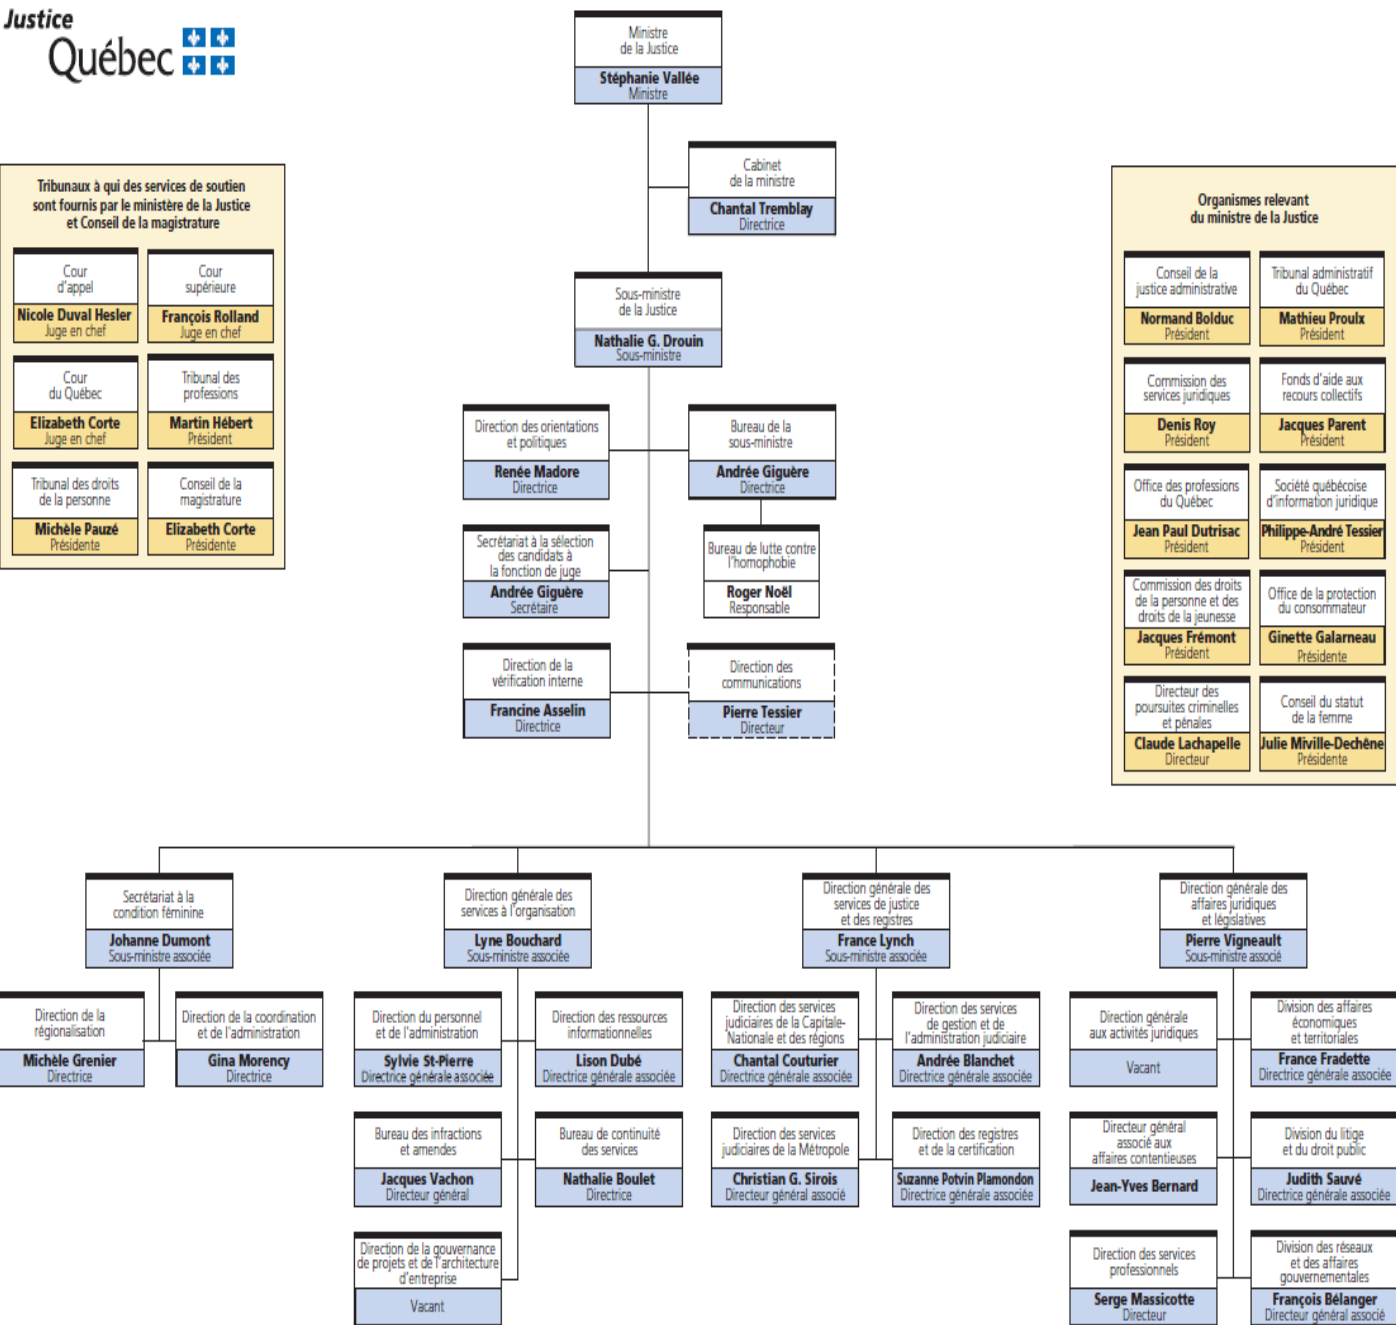 Justice
Québec
Ministre
de la Justice
Stéphanie Vallée
Ministre
Cabinet
de la ministre
Chantal Tremblay
Directrice
Sous-ministre
de la Justice
Nathalie G. Drouin
Sous-ministre
Tribunaux à qui des services de soutien
sont fournis par le ministère de la Justice
et Conseil de la magistrature
Cour
d'appel
Nicole Duval Hesler
Juge en chef
Cour
supérieure
François Rolland
Juge en chef
Cour
du Québec
Elizabeth Corte
Juge en chef
Tribunal des
professions
Martin Hébert
Président
Tribunal des droits
de la personne
Michèle Pauzé
Présidente
Conseil de la
magistrature
Elizabeth Corte
Présidente
Organismes relevant
du ministre de la Justice
Conseil de la
justice administrative
Normand Bolduc
Président
Tribunal administratif
du Québec
Mathieu Proulx
Président
Commission des
services juridiques
Denis Roy
Président
Fonds d'aide aux
recours collectifs
Jacques Parent
Président
Office des professions
du Québec
Jean Paul Dutrisac
Président
Société québécoise
d'information juridique
Philippe-André Tessier
Président
Commission des droits
de la personne et des
droits de la jeunesse
Jacques Frémont
Président
Office de la protection
du consommateur
Ginette Galarneau
Présidente
Directeur des
poursuites criminelles
et pénales
Claude Lachapelle
Directeur
Conseil du statut
de la femme
Julie Miville-Dechêne
Présidente
Direction des orientations
et politiques
Renée Madore
Directrice
Bureau de la
sous-ministre
Andrée Giguère
Directrice
Secrétariat à la sélection
des candidats à
la fonction de juge
Andrée Giguère
Secrétaire
Bureau de lutte contre
l'homophobie
Roger Noël
Responsable
Direction de la
vérification interne
Francine Asselin
Directrice
Direction des
communications
Pierre Tessier
Directeur
Secrétariat à la
condition féminine
Johanne Dumont
Sous-ministre associée
Direction générale des
services à l'organisation
Lyne Bouchard
Sous-ministre associée
Direction générale des
services de justice
et des registres
France Lynch
Sous-ministre associée
Direction générale des
affaires juridiques
et législatives
Pierre Vigneault
Sous-ministre associé
Direction de la
régionalisation
Michèle Grenier
Directrice
Direction de la coordination
et de l'administration
Gina Morency
Directrice
Direction du personnel
et de l'administration
Sylvie St-Pierre
Directrice générale associée
Direction des ressources
informationnelles
Lison Dubé
Directrice générale associée
Direction des services
judiciaires de la Capitale-
Nationale et des régions
Chantal Couturier
Directrice générale associée
Direction des services
de gestion et de
l'administration judiciaire
Andrée Blanchet
Directrice générale associée
Direction générale
aux activités juridiques
Vacant
Division des affaires
économiques
et territoriales
France Fradette
Directrice générale associée
Bureau des infractions
et amendes
Jacques Vachon
Directeur général
Bureau de continuité
des services
Nathalie Boulet
Directrice
Direction des services
judiciaires de la Métropole
Christian G. Sirois
Directeur général associé
Direction des registres
et de la certification
Suzanne Potvin Plamondon
Directrice générale associée
Directeur général
associé aux
affaires contentieuses
Jean-Yves Bernard
Division du litige
et du droit public
Judith Sauvé
Directrice générale associée
Direction de la gouvernance
de projets et de l'architecture
d'entreprise
Vacant
Direction des services
professionnels
Serge Massicotte
Directeur
Division des réseaux
et des affaires
gouvernementales
François Bélanger
Directeur général associé